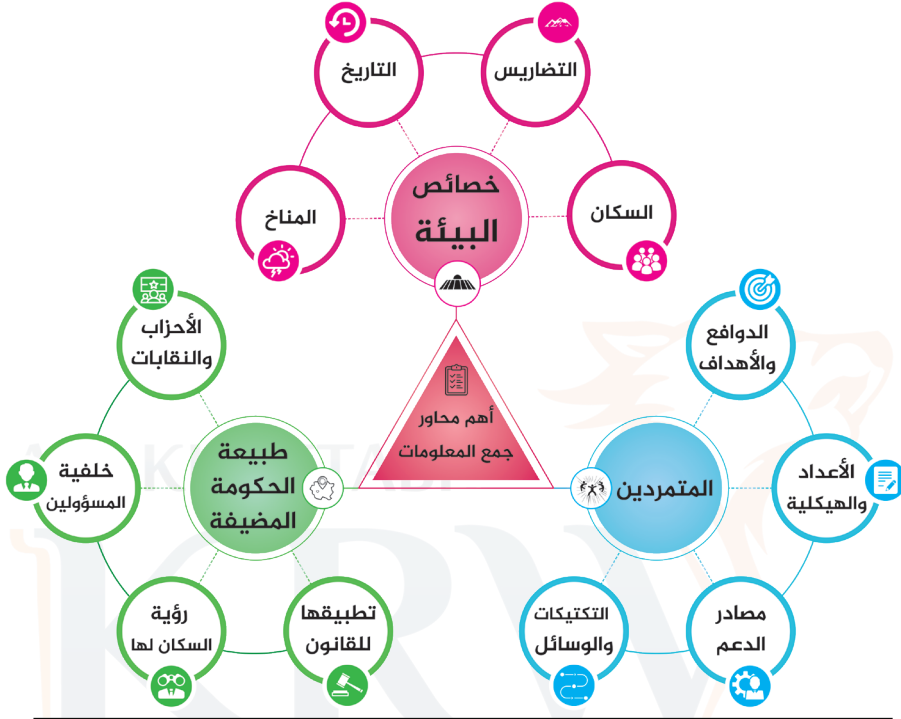 التاريخ
التضاريس
المناخ
السكان
خصائص
البيئة
أهم محاور
جمع المعلومات
الأحزاب
والنقابات
خلفية
المسؤولين
رؤية
السكان لها
تطبيقها
للقانون
طبيعة
الحكومة
المضيفة
المتمردين
الدوافع
والأهداف
الأعداد
والهيكلية
مصادر
الدعم
التكتيكات
والوسائل
KRW